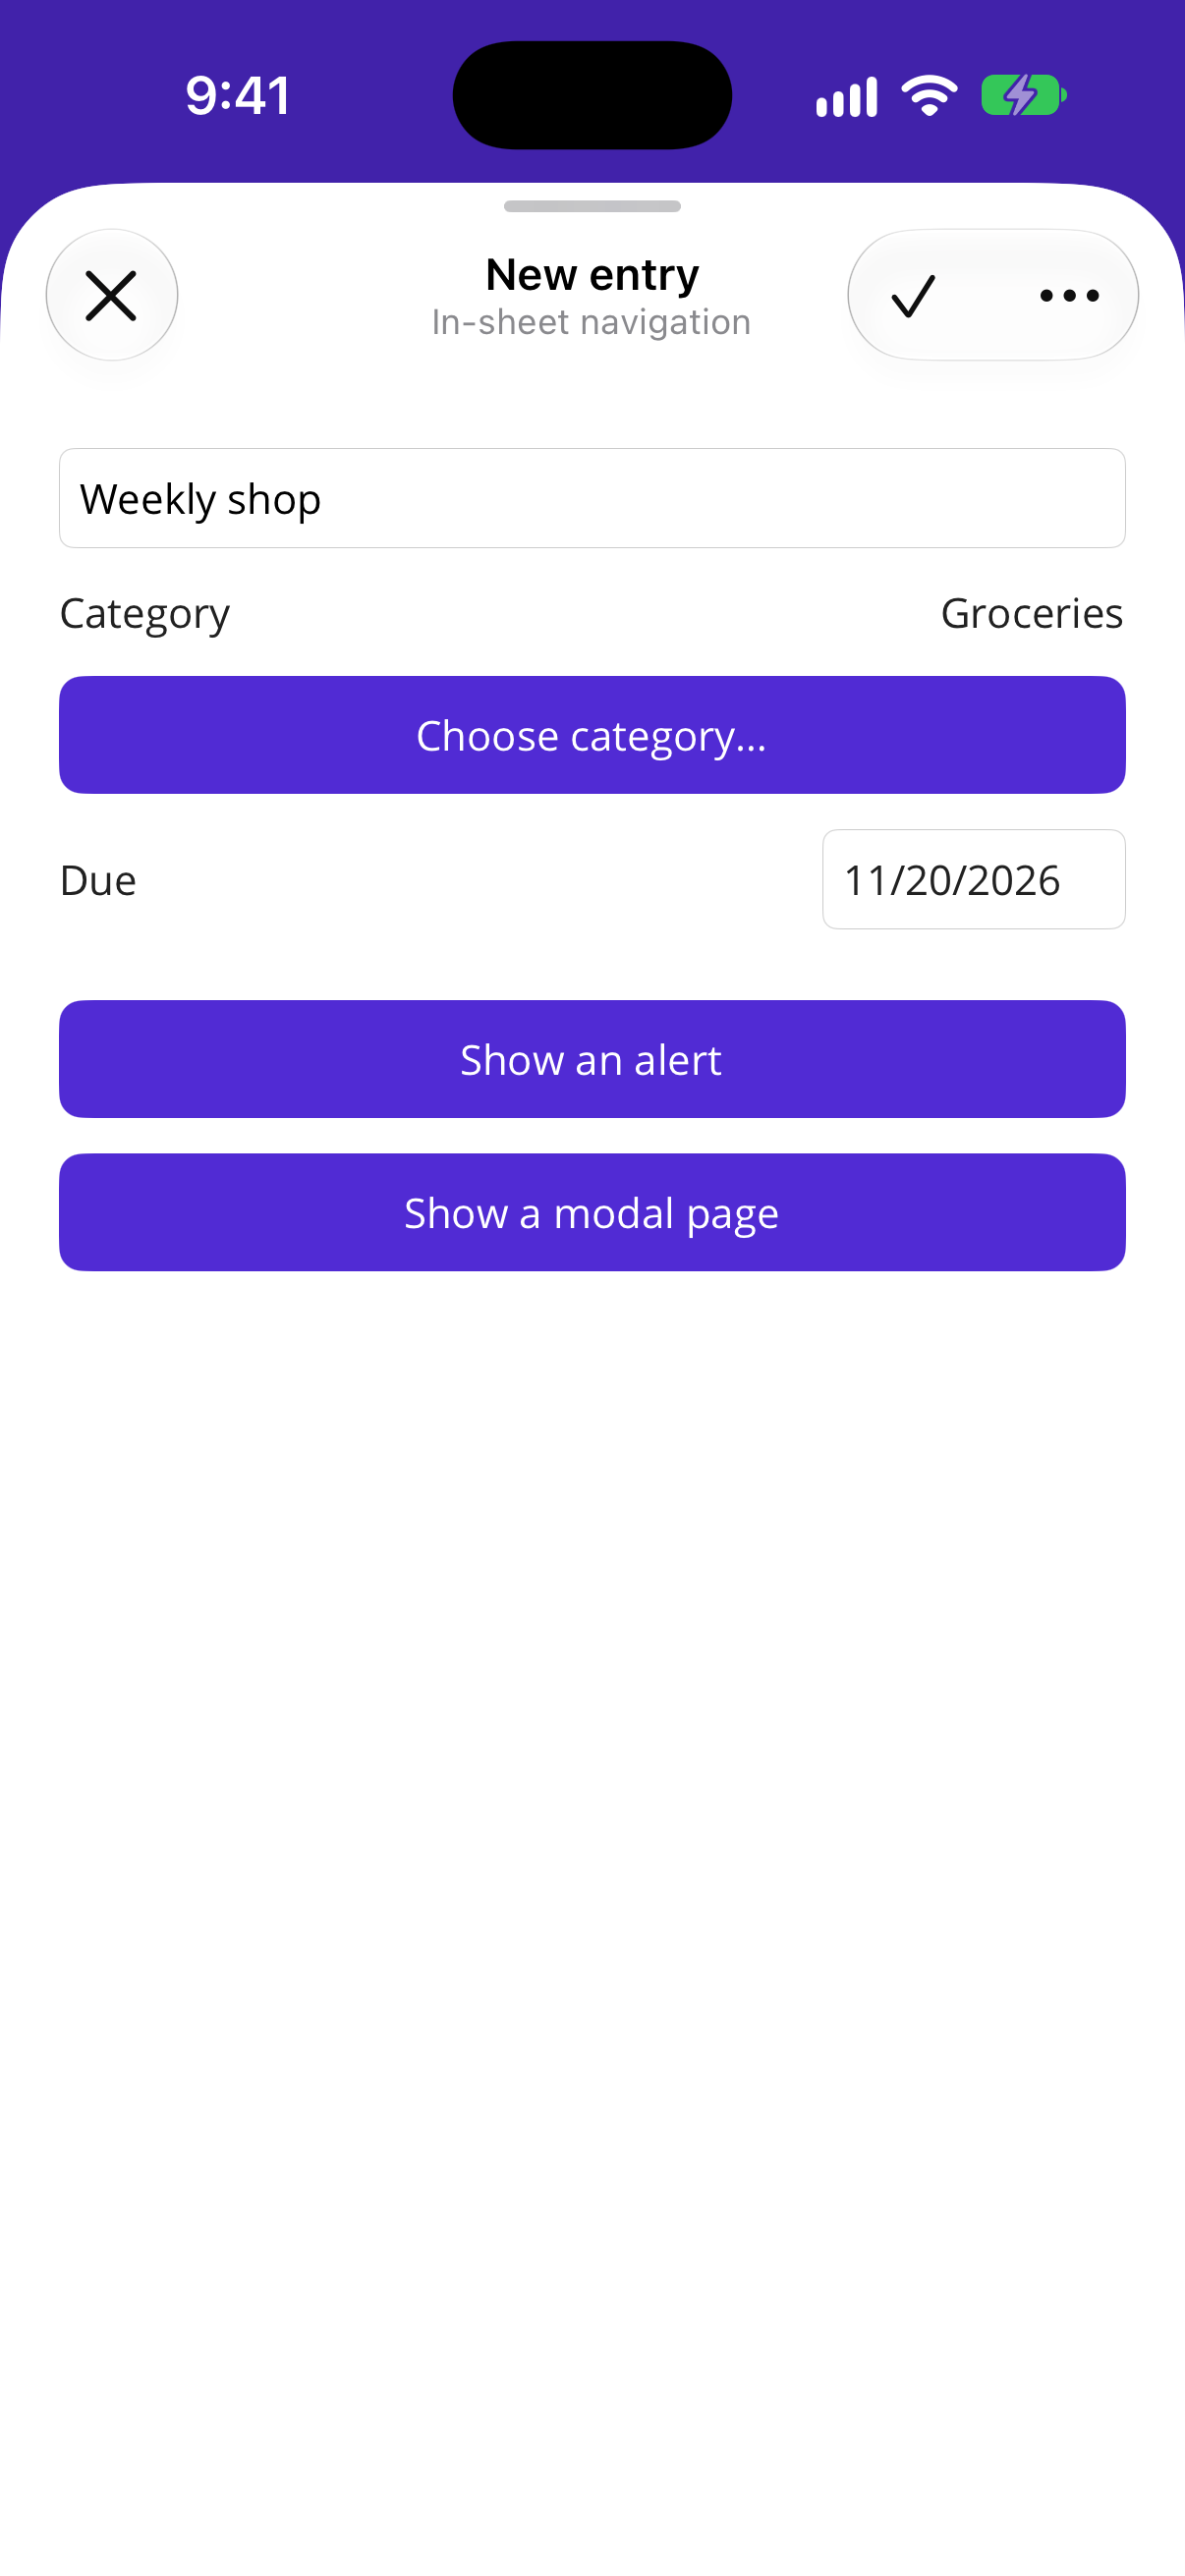 9:41
New entry
In-sheet navigation
Weekly shop
Category Groceries
Choose category...
Due 11/20/2026
Show an alert
Show a modal page